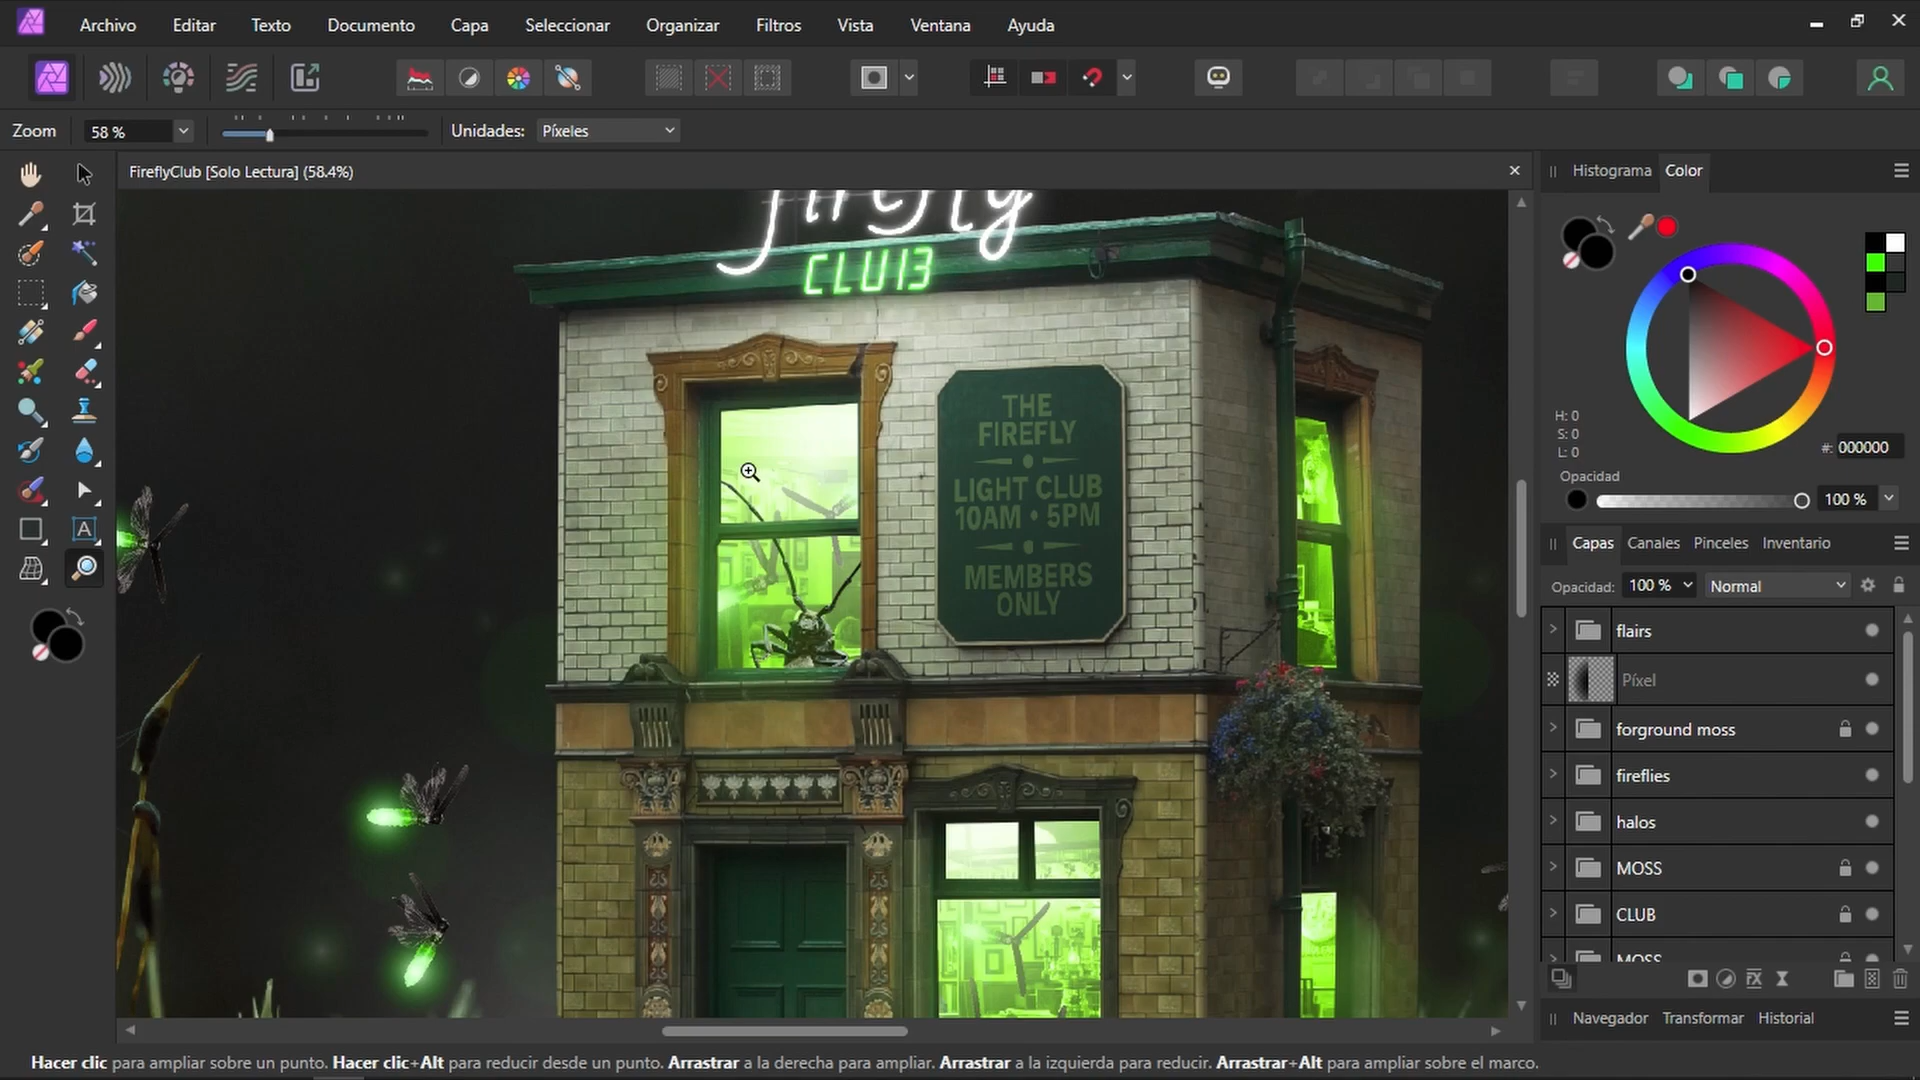 Archivo Editar Texto Documento Capa Seleccionar Organizar Filtros Vista Ventana Ayuda
Zoom 58 % Unidades: Píxeles
FireflyClub [Solo Lectura] (58.4%)
Histograma Color
firefly
CLUB
THE
FIREFLY
LIGHT CLUB
10AM • 5PM
MEMBERS
ONLY
H: 0
S: 0
L: 0
#: 000000
Opacidad
100 %
Capas Canales Pinceles Inventario
Opacidad: 100 % Normal
flairs
Píxel
forground moss
fireflies
halos
MOSS
CLUB
MOSS
Navegador Transformar Historial
Hacer clic para ampliar sobre un punto. Hacer clic+Alt para reducir desde un punto. Arrastrar a la derecha para ampliar. Arrastrar a la izquierda para reducir. Arrastrar+Alt para ampliar sobre el marco.